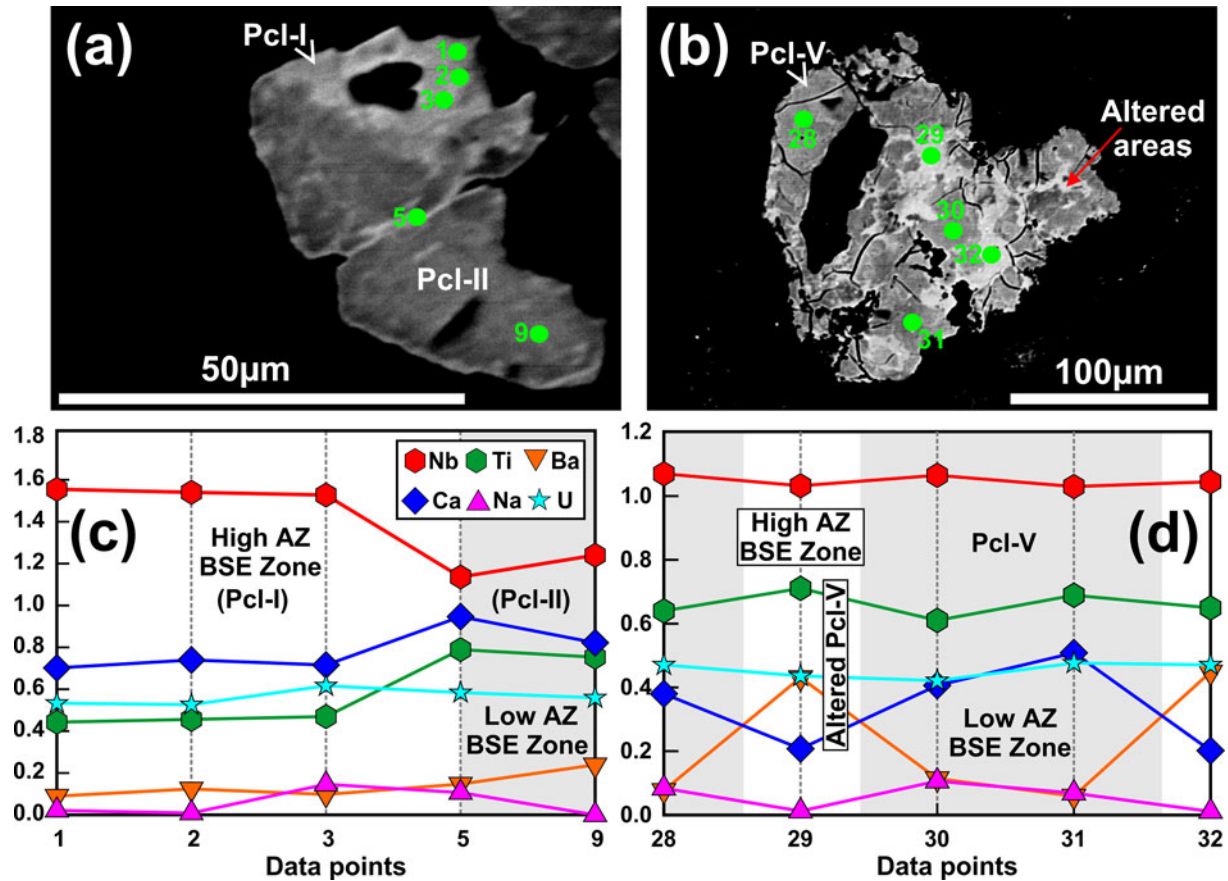 (a)
Pcl-I
1
2
3
5
Pcl-II
9
50µm
(b)
Pcl-V
28
29
Altered
areas
30
32
31
100µm
1.8
1.6
1.4
1.2
1.0
0.8
0.6
0.4
0.2
0.0
Nb Ti Ba
Ca Na U
(c)
High AZ
BSE Zone
(Pcl-I)
(Pcl-II)
Low AZ
BSE Zone
1 2 3 5 9
Data points
1.2
1.0
0.8
0.6
0.4
0.2
0.0
High AZ
BSE Zone
Altered Pcl-V
Pcl-V
(d)
Low AZ
BSE Zone
28 29 30 31 32
Data points